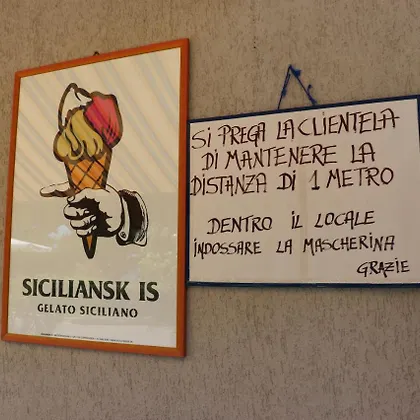 SICILIANSK IS
GELATO SICILIANO
SI PREGA LA CLIENTELA
DI MANTENERE LA
DISTANZA DI 1 METRO
DENTRO IL LOCALE
INDOSSARE LA MASCHERINA
GRAZIE